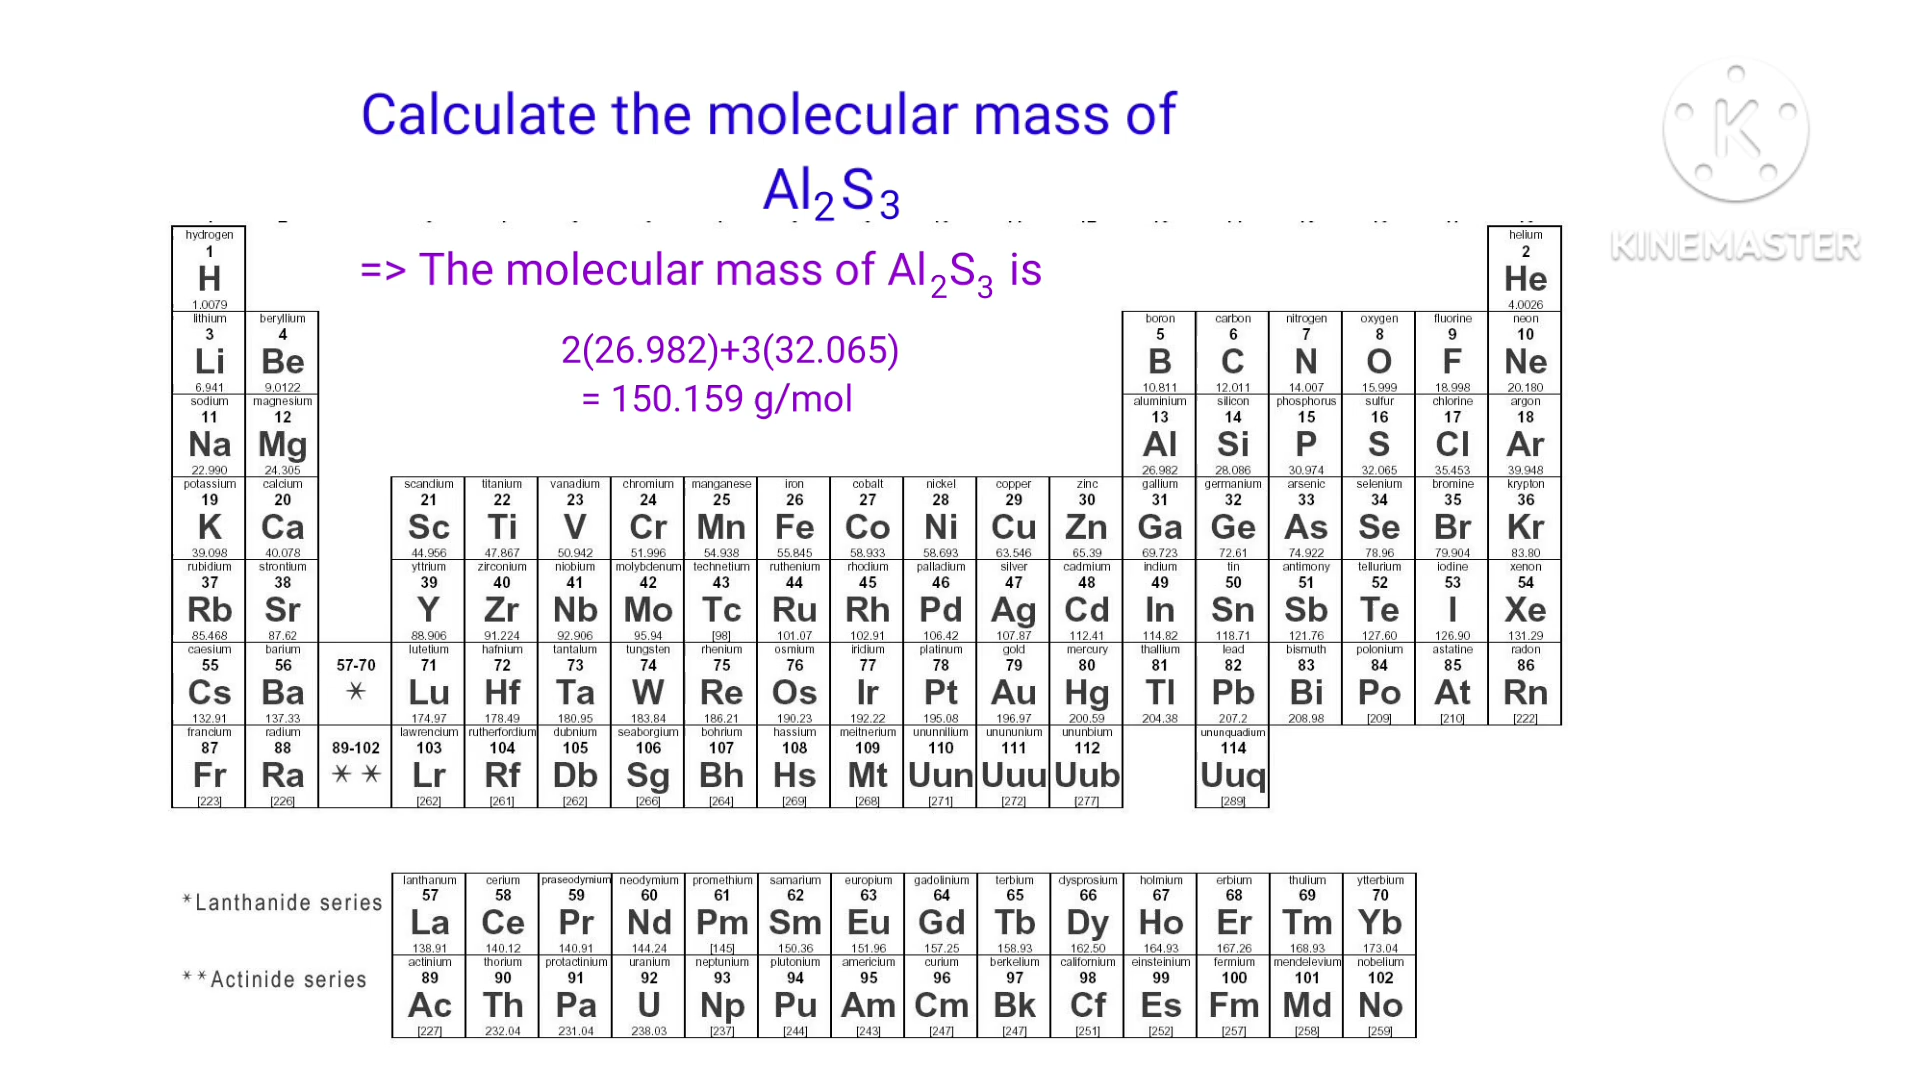 Calculate the molecular mass of
Al₂S₃
=> The molecular mass of Al₂S₃ is
2(26.982)+3(32.065)
= 150.159 g/mol
KINEMASTER
hydrogen helium
1 2
H He
1.0079 4.0026
lithium beryllium boron carbon nitrogen oxygen fluorine neon
3 4 5 6 7 8 9 10
Li Be B C N O F Ne
6.941 9.0122 10.811 12.011 14.007 15.999 18.998 20.180
sodium magnesium aluminium silicon phosphorus sulfur chlorine argon
11 12 13 14 15 16 17 18
Na Mg Al Si P S Cl Ar
22.990 24.305 26.982 28.086 30.974 32.065 35.453 39.948
potassium calcium scandium titanium vanadium chromium manganese iron cobalt nickel copper zinc gallium germanium arsenic selenium bromine krypton
19 20 21 22 23 24 25 26 27 28 29 30 31 32 33 34 35 36
K Ca Sc Ti V Cr Mn Fe Co Ni Cu Zn Ga Ge As Se Br Kr
39.098 40.078 44.956 47.867 50.942 51.996 54.938 55.845 58.933 58.693 63.546 65.39 69.723 72.61 74.922 78.96 79.904 83.80
rubidium strontium yttrium zirconium niobium molybdenum technetium ruthenium rhodium palladium silver cadmium indium tin antimony tellurium iodine xenon
37 38 39 40 41 42 43 44 45 46 47 48 49 50 51 52 53 54
Rb Sr Y Zr Nb Mo Tc Ru Rh Pd Ag Cd In Sn Sb Te I Xe
85.468 87.62 88.906 91.224 92.906 95.94 [98] 101.07 102.91 106.42 107.87 112.41 114.82 118.71 121.76 127.60 126.90 131.29
caesium barium lutetium hafnium tantalum tungsten rhenium osmium iridium platinum gold mercury thallium lead bismuth polonium astatine radon
55 56 57-70 71 72 73 74 75 76 77 78 79 80 81 82 83 84 85 86
Cs Ba * Lu Hf Ta W Re Os Ir Pt Au Hg Tl Pb Bi Po At Rn
132.91 137.33 174.97 178.49 180.95 183.84 186.21 190.23 192.22 195.08 196.97 200.59 204.38 207.2 208.98 [209] [210] [222]
francium radium lawrencium rutherfordium dubnium seaborgium bohrium hassium meitnerium ununnilium unununium ununbium ununquadium
87 88 89-102 103 104 105 106 107 108 109 110 111 112 114
Fr Ra * * Lr Rf Db Sg Bh Hs Mt Uun Uuu Uub Uuq
[223] [226] [262] [261] [262] [266] [264] [269] [268] [271] [272] [277] [289]
*Lanthanide series
lanthanum cerium praseodymium neodymium promethium samarium europium gadolinium terbium dysprosium holmium erbium thulium ytterbium
57 58 59 60 61 62 63 64 65 66 67 68 69 70
La Ce Pr Nd Pm Sm Eu Gd Tb Dy Ho Er Tm Yb
138.91 140.12 140.91 144.24 [145] 150.36 151.96 157.25 158.93 162.50 164.93 167.26 168.93 173.04
**Actinide series
actinium thorium protactinium uranium neptunium plutonium americium curium berkelium californium einsteinium fermium mendelevium nobelium
89 90 91 92 93 94 95 96 97 98 99 100 101 102
Ac Th Pa U Np Pu Am Cm Bk Cf Es Fm Md No
[227] 232.04 231.04 238.03 [237] [244] [243] [247] [247] [251] [252] [257] [258] [259]